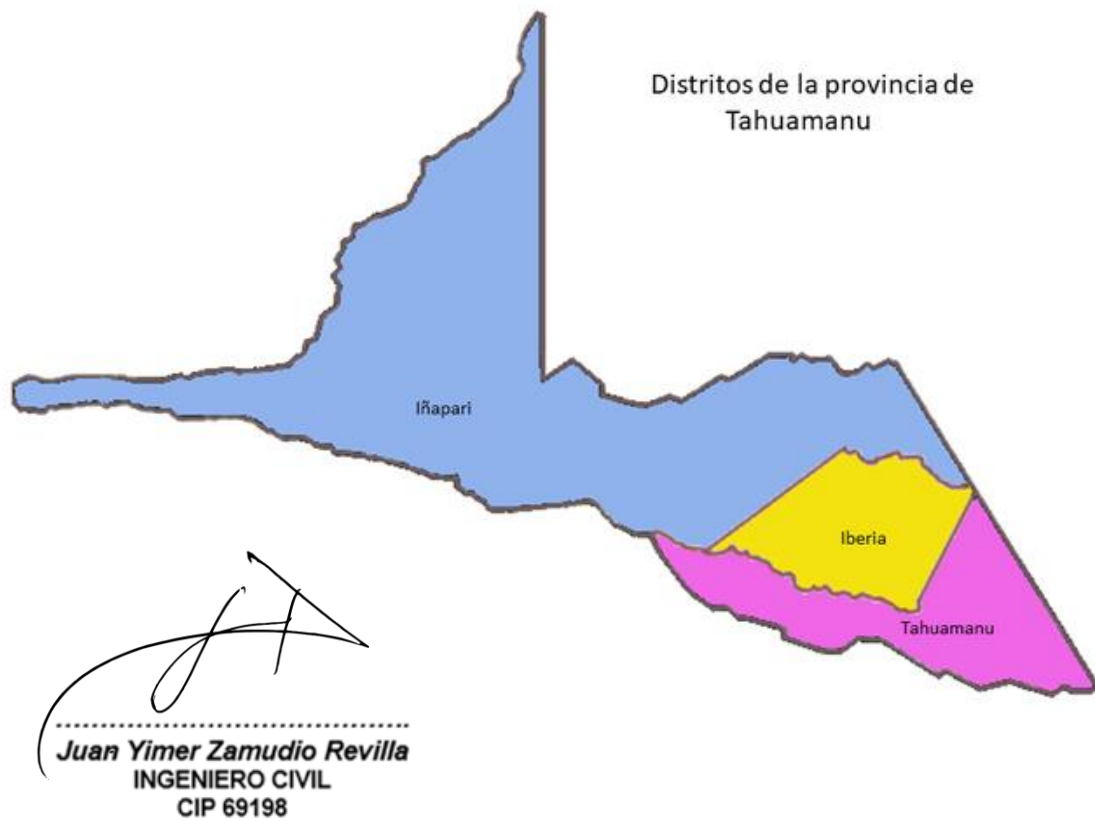 Distritos de la provincia de
Tahuamanu
Iñapari
Iberia
Tahuamanu
Juan Yimer Zamudio Revilla
INGENIERO CIVIL
CIP 69198